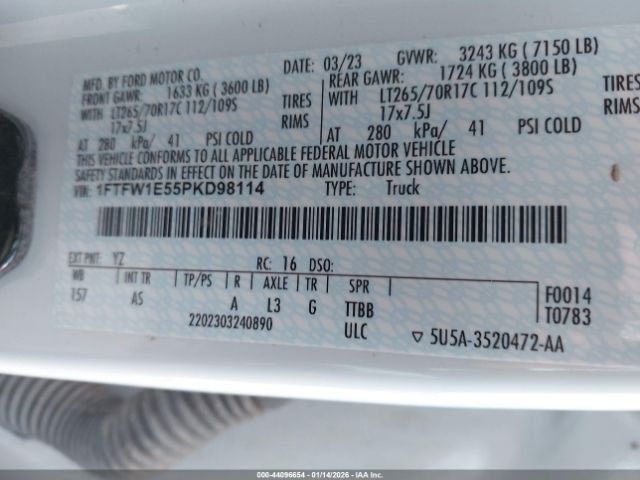 MFD. BY FORD MOTOR CO.
DATE: 03/23 GVWR: 3243 KG ( 7150 LB)
FRONT GAWR: 1633 KG ( 3600 LB)
REAR GAWR: 1724 KG ( 3800 LB)
WITH LT265/70R17C 112/109S TIRES
WITH LT265/70R17C 112/109S TIRES
17x7.5J RIMS
17x7.5J RIMS
AT 280 kPa/ 41 PSI COLD
AT 280 kPa/ 41 PSI COLD
THIS VEHICLE CONFORMS TO ALL APPLICABLE FEDERAL MOTOR VEHICLE
SAFETY STANDARDS IN EFFECT ON THE DATE OF MANUFACTURE SHOWN ABOVE.
VIN: 1FTFW1E55PKD98114 TYPE: Truck
EXT PNT: YZ RC: 16 DSO:
WB INT TR TP/PS R AXLE TR SPR
157 AS A L3 G TTBB F0014
2202303240890 ULC T0783
5U5A-3520472-AA
000-44096654 - 01/14/2026 - IAAI.CA